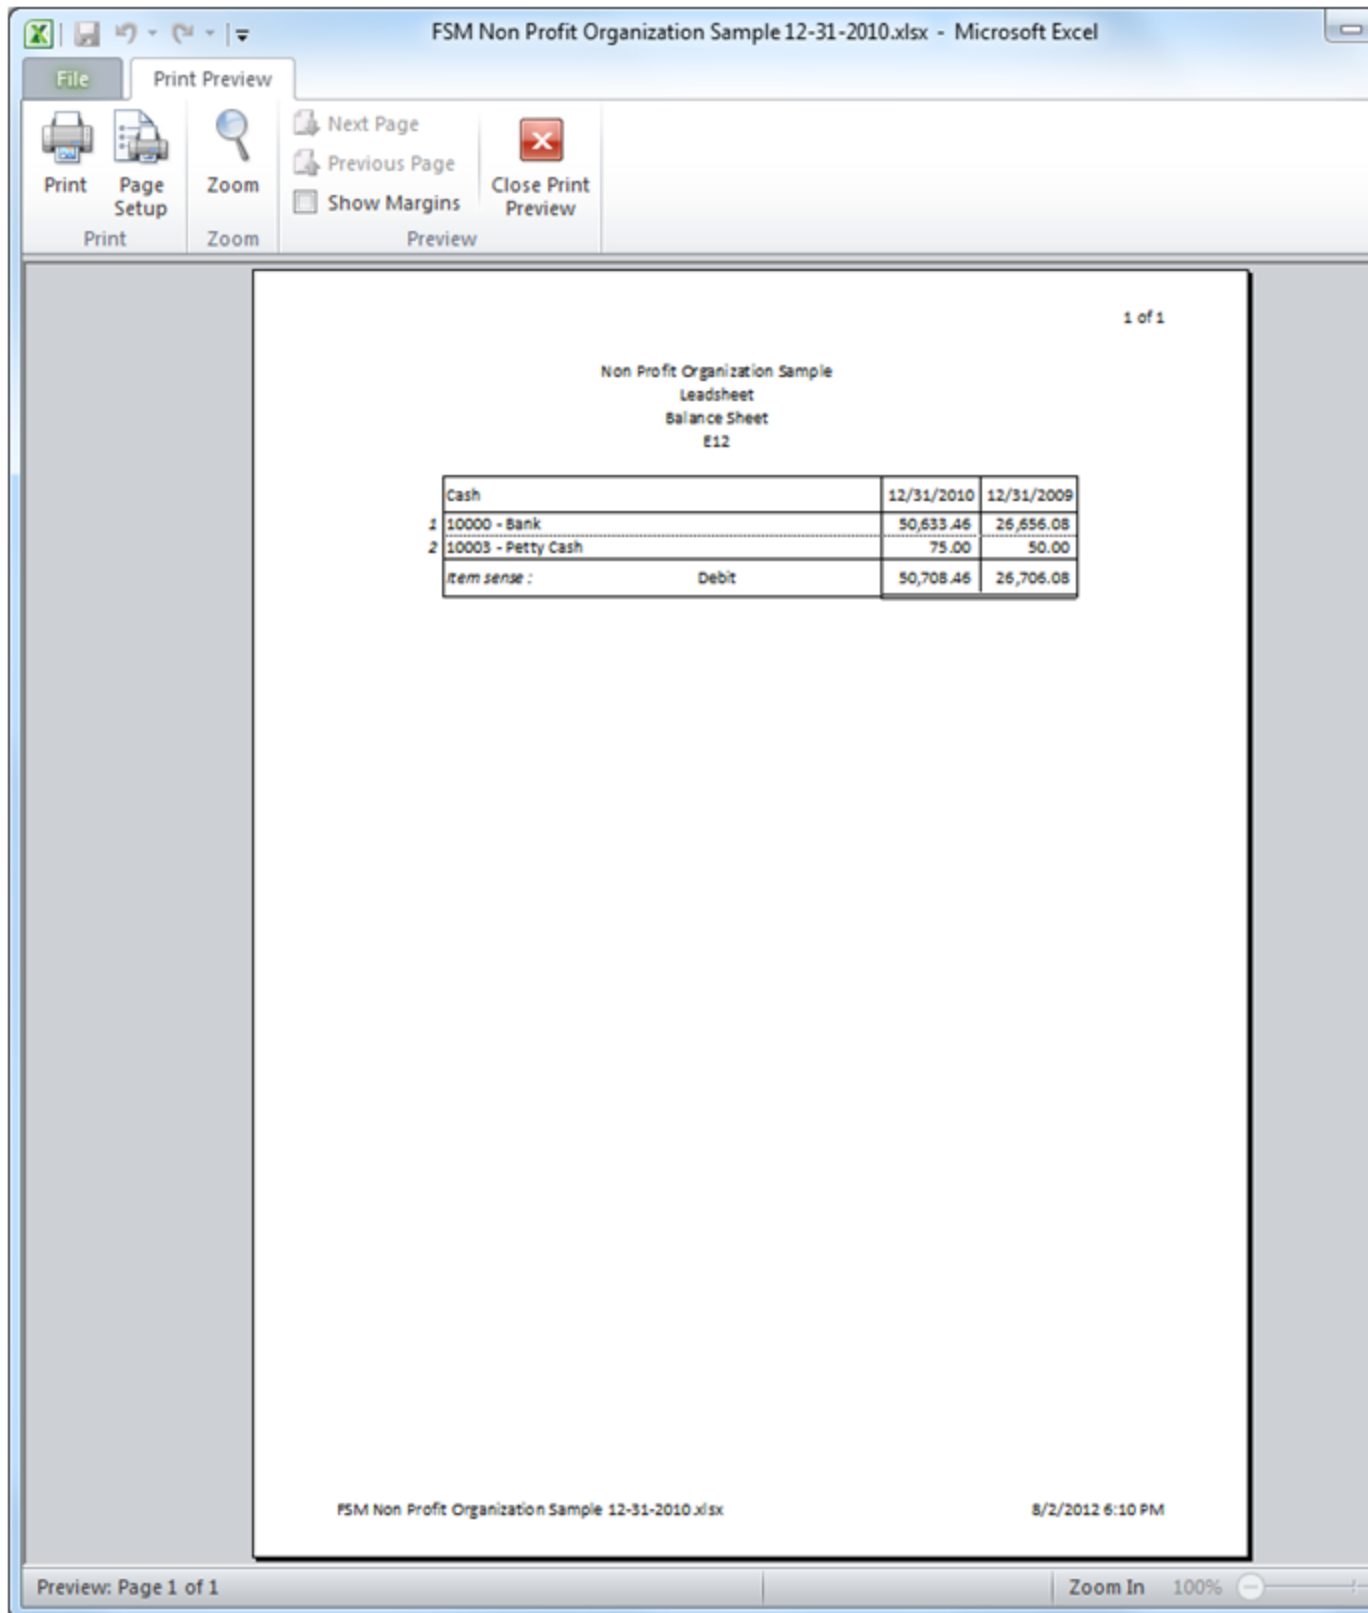 FSM Non Profit Organization Sample 12-31-2010.xlsx - Microsoft Excel
File Print Preview
Print Page Setup Zoom Next Page Previous Page Show Margins Close Print Preview
Print Zoom Preview
1 of 1
Non Profit Organization Sample
Leadsheet
Balance Sheet
E12
Cash 12/31/2010 12/31/2009
1 10000 - Bank 50,633.46 26,656.08
2 10003 - Petty Cash 75.00 50.00
Item sense : Debit 50,708.46 26,706.08
FSM Non Profit Organization Sample 12-31-2010.xlsx 8/2/2012 6:10 PM
Preview: Page 1 of 1 Zoom In 100%